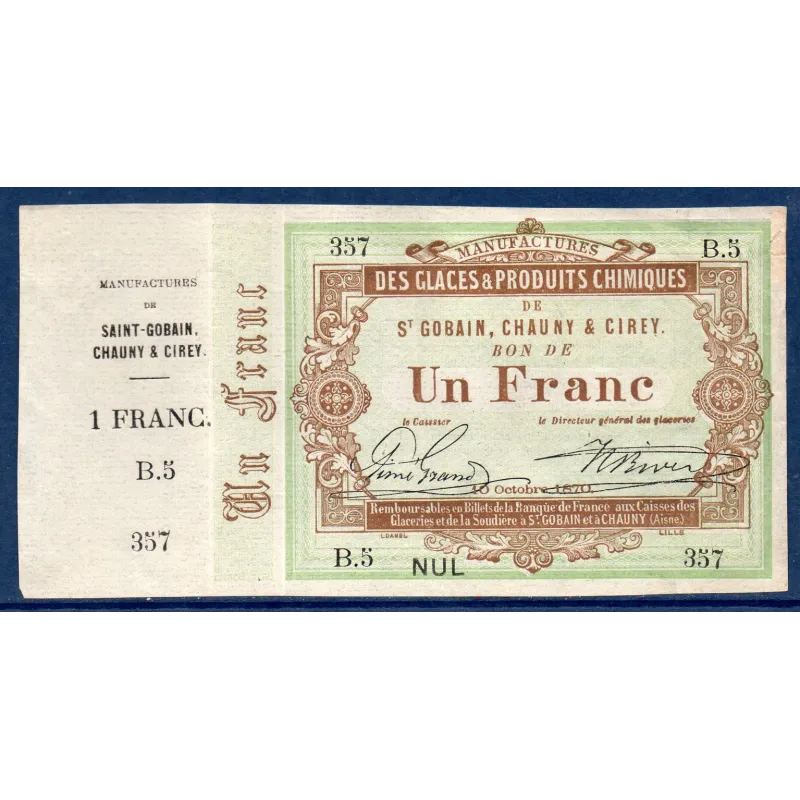 MANUFACTURES
DE
SAINT-GOBAIN,
CHAUNY & CIREY.
1 FRANC.
B.5
357
Un Franc
357
B.5
MANUFACTURES
DES GLACES & PRODUITS CHIMIQUES
DE
ST GOBAIN, CHAUNY & CIREY.
BON DE
Un Franc
le Caissier
le Directeur général des glaceries
10 Octobre 1870.
Remboursables en Billets de la Banque de France aux Caisses des
Glaceries et de la Soudière à ST GOBAIN et à CHAUNY (Aisne).
L.DANEL
LILLE
B.5
NUL
357